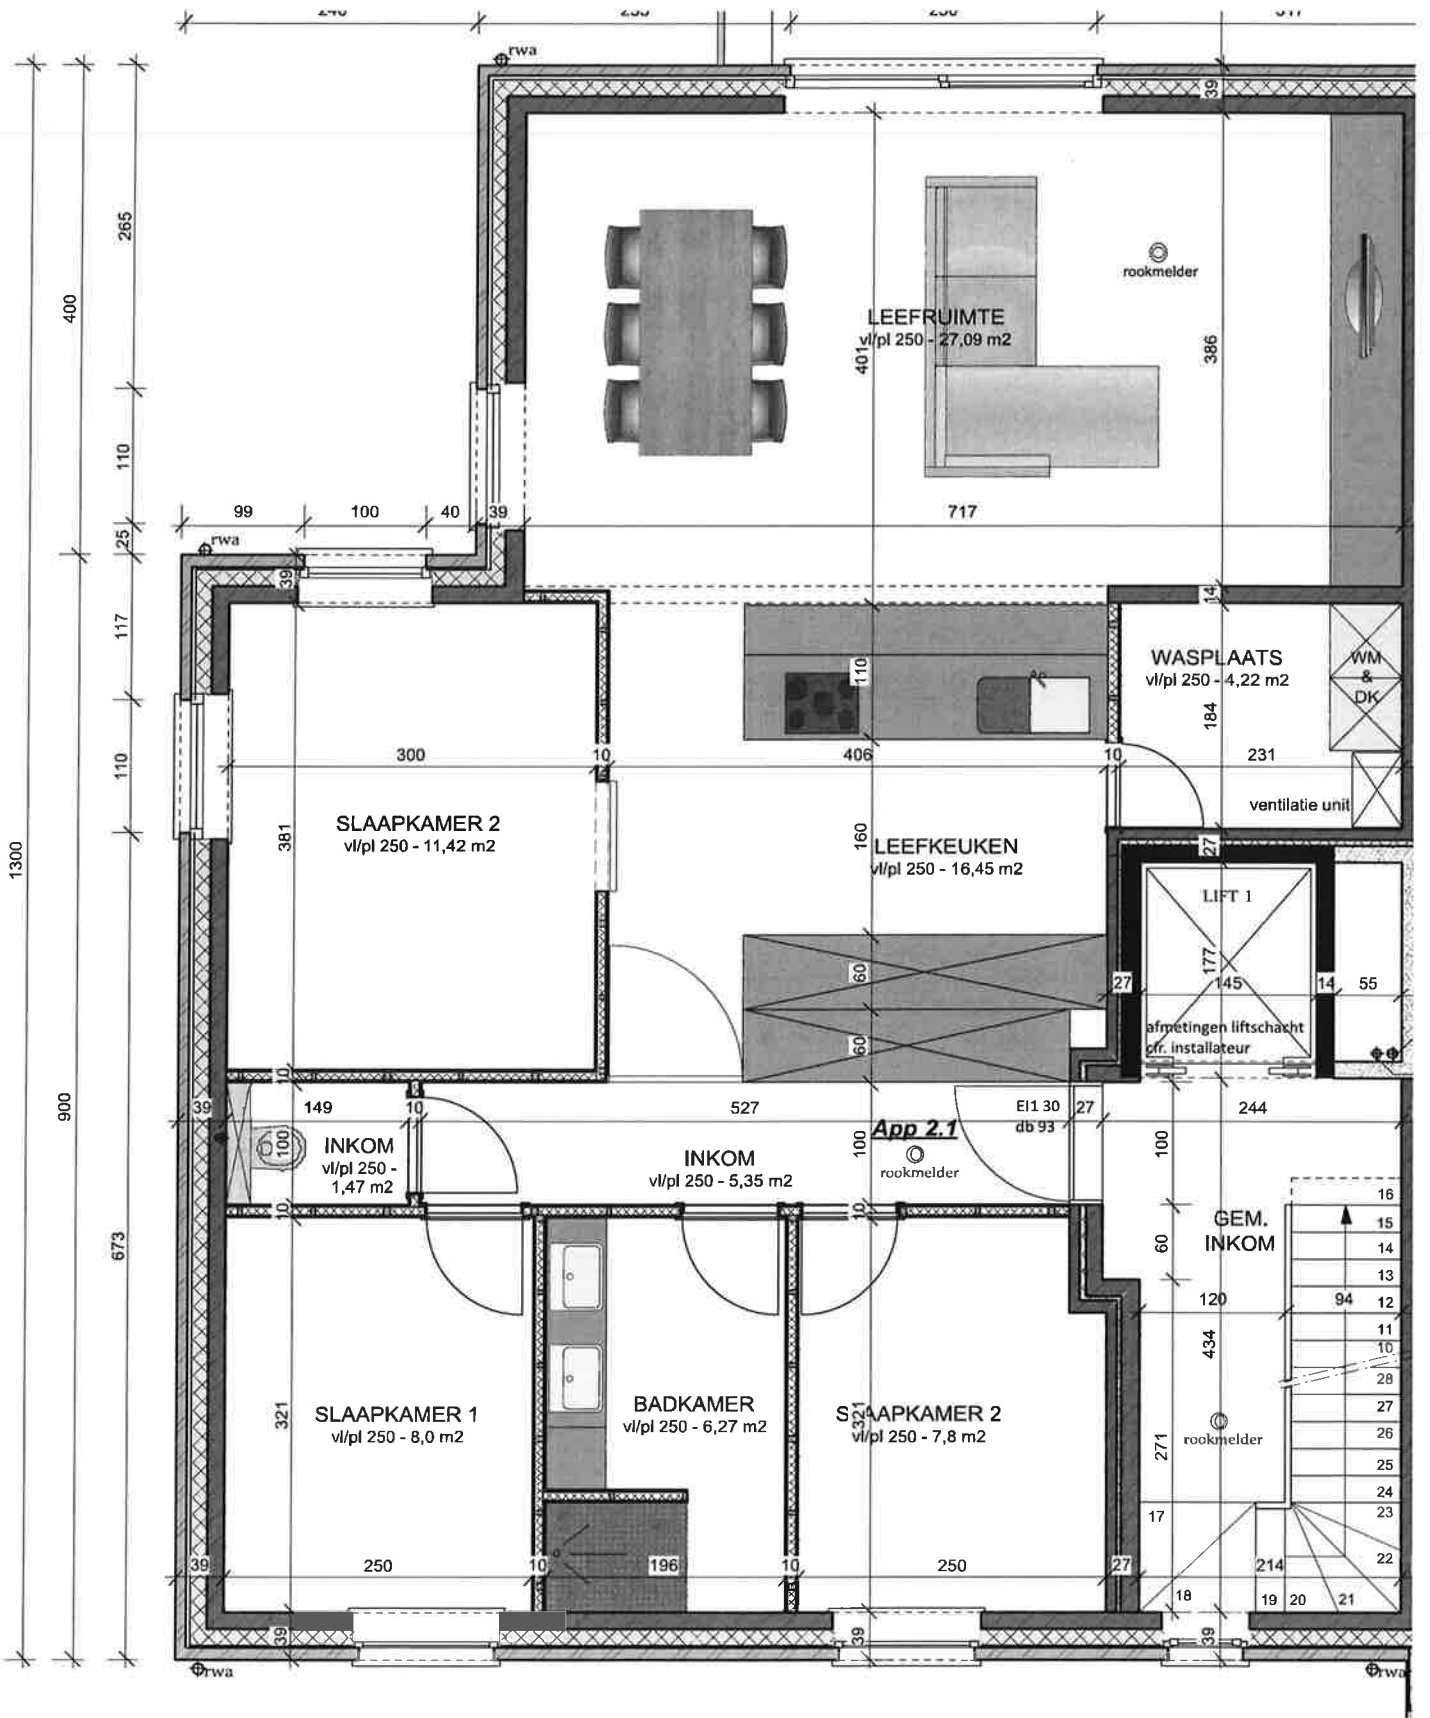 rwa
39
265
400
rookmelder
LEEFRUIMTE
vl/pl 250 - 27,09 m2
401
386
110
99
100
40
39
717
25
rwa
39
14
117
WASPLAATS
vl/pl 250 - 4,22 m2
WM
&
DK
110
184
300
10
406
10
231
110
ventilatie unit
SLAAPKAMER 2
vl/pl 250 - 11,42 m2
381
160
LEEFKEUKEN
vl/pl 250 - 16,45 m2
27
1300
LIFT 1
177
60
27
145
14
55
afmetingen liftschacht
cfr. installateur
60
10
900
39
149
10
527
EI1 30
db 93
27
244
App 2.1
100
INKOM
vl/pl 250 -
1,47 m2
INKOM
vl/pl 250 - 5,35 m2
100
rookmelder
100
10
10
16
673
60
GEM.
INKOM
15
14
13
120
94
12
11
434
10
28
321
SLAAPKAMER 1
vl/pl 250 - 8,0 m2
BADKAMER
vl/pl 250 - 6,27 m2
321
SLAAPKAMER 2
vl/pl 250 - 7,8 m2
27
rookmelder
271
26
25
24
17
23
39
250
10
196
10
250
27
214
22
18
19
20
21
39
39
39
rwa
rwa